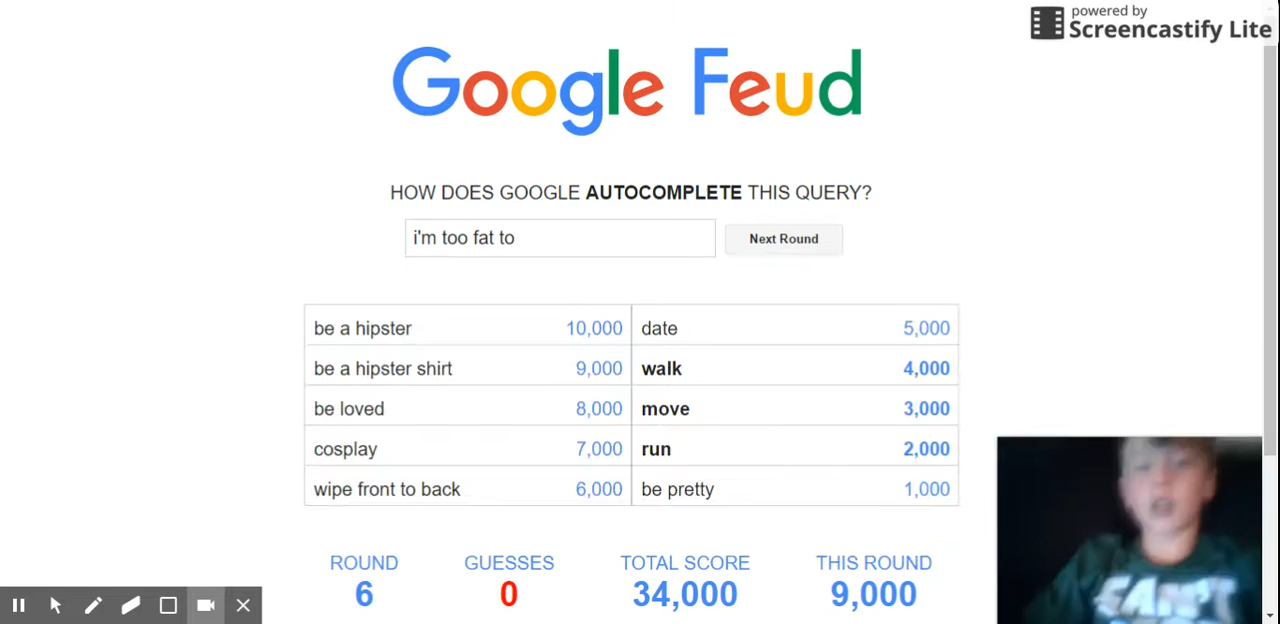 powered by
Screencastify Lite
Google Feud
HOW DOES GOOGLE AUTOCOMPLETE THIS QUERY?
i'm too fat to
Next Round
be a hipster 10,000 date 5,000
be a hipster shirt 9,000 walk 4,000
be loved 8,000 move 3,000
cosplay 7,000 run 2,000
wipe front to back 6,000 be pretty 1,000
ROUND GUESSES TOTAL SCORE THIS ROUND
6 0 34,000 9,000
CAN'T